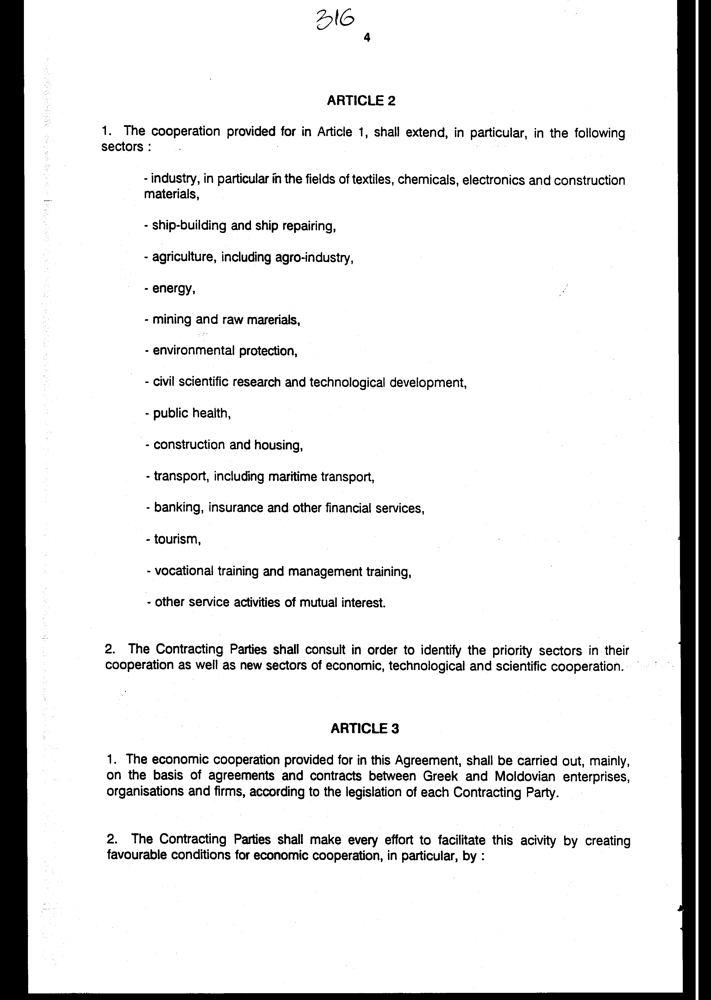 316
4
ARTICLE 2
1. The cooperation provided for in Article 1, shall extend, in particular, in the following
sectors :
- industry, in particular in the fields of textiles, chemicals, electronics and construction
materials,
- ship-building and ship repairing,
- agriculture, including agro-industry,
- energy,
- mining and raw marerials,
- environmental protection,
- civil scientific research and technological development,
- public health,
- construction and housing,
- transport, including maritime transport,
- banking, insurance and other financial services,
- tourism,
- vocational training and management training,
- other service activities of mutual interest.
2. The Contracting Parties shall consult in order to identify the priority sectors in their
cooperation as well as new sectors of economic, technological and scientific cooperation.
ARTICLE 3
1. The economic cooperation provided for in this Agreement, shall be carried out, mainly,
on the basis of agreements and contracts between Greek and Moldovian enterprises,
organisations and firms, according to the legislation of each Contracting Party.
2. The Contracting Parties shall make every effort to facilitate this acivity by creating
favourable conditions for economic cooperation, in particular, by :